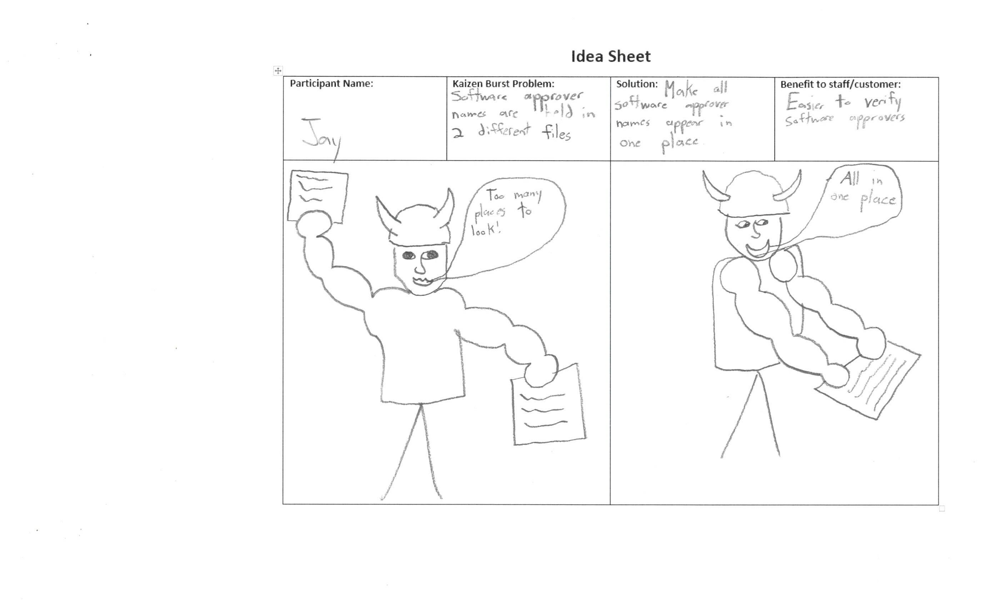 Idea Sheet
Participant Name:
Jay
Kaizen Burst Problem:
Software approver
names are held in
2 different files
Solution: Make all
software approver
names appear in
one place
Benefit to staff/customer:
Easier to verify
software approvers
Too many
places to
look!
All in
one place